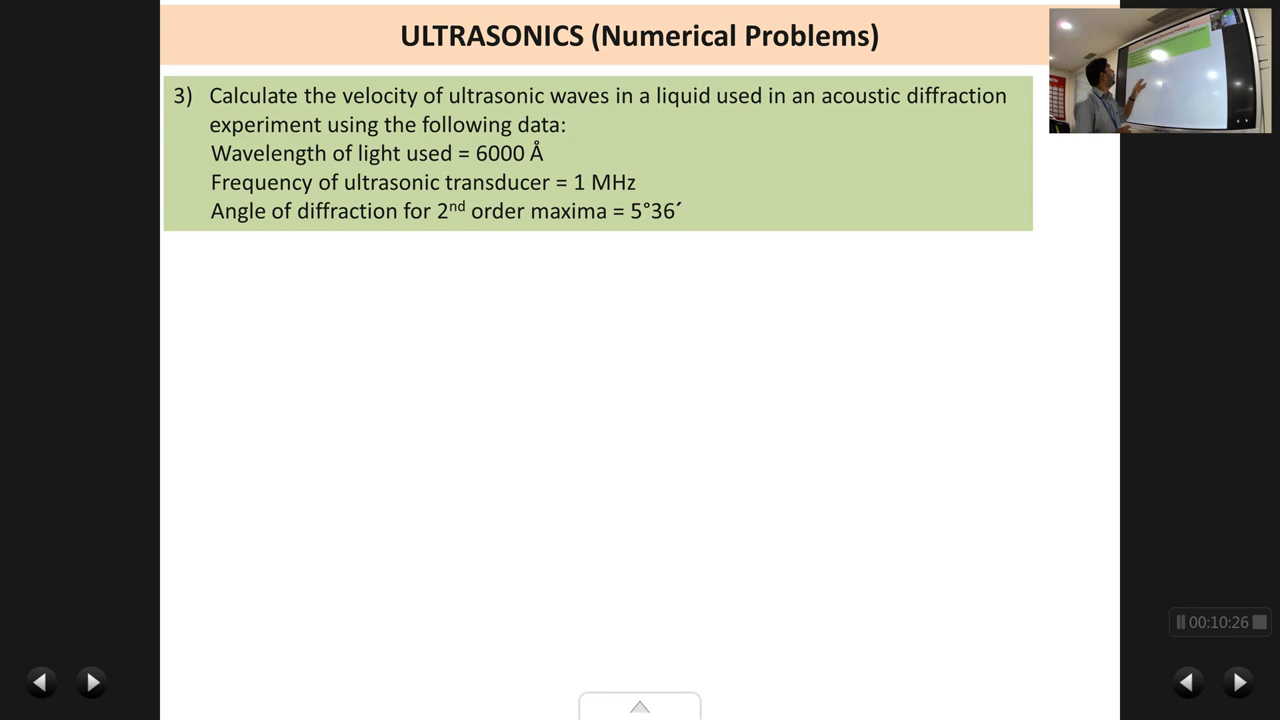 ULTRASONICS (Numerical Problems)
3) Calculate the velocity of ultrasonic waves in a liquid used in an acoustic diffraction
experiment using the following data:
Wavelength of light used = 6000 Å
Frequency of ultrasonic transducer = 1 MHz
Angle of diffraction for 2nd order maxima = 5°36´
00:10:26